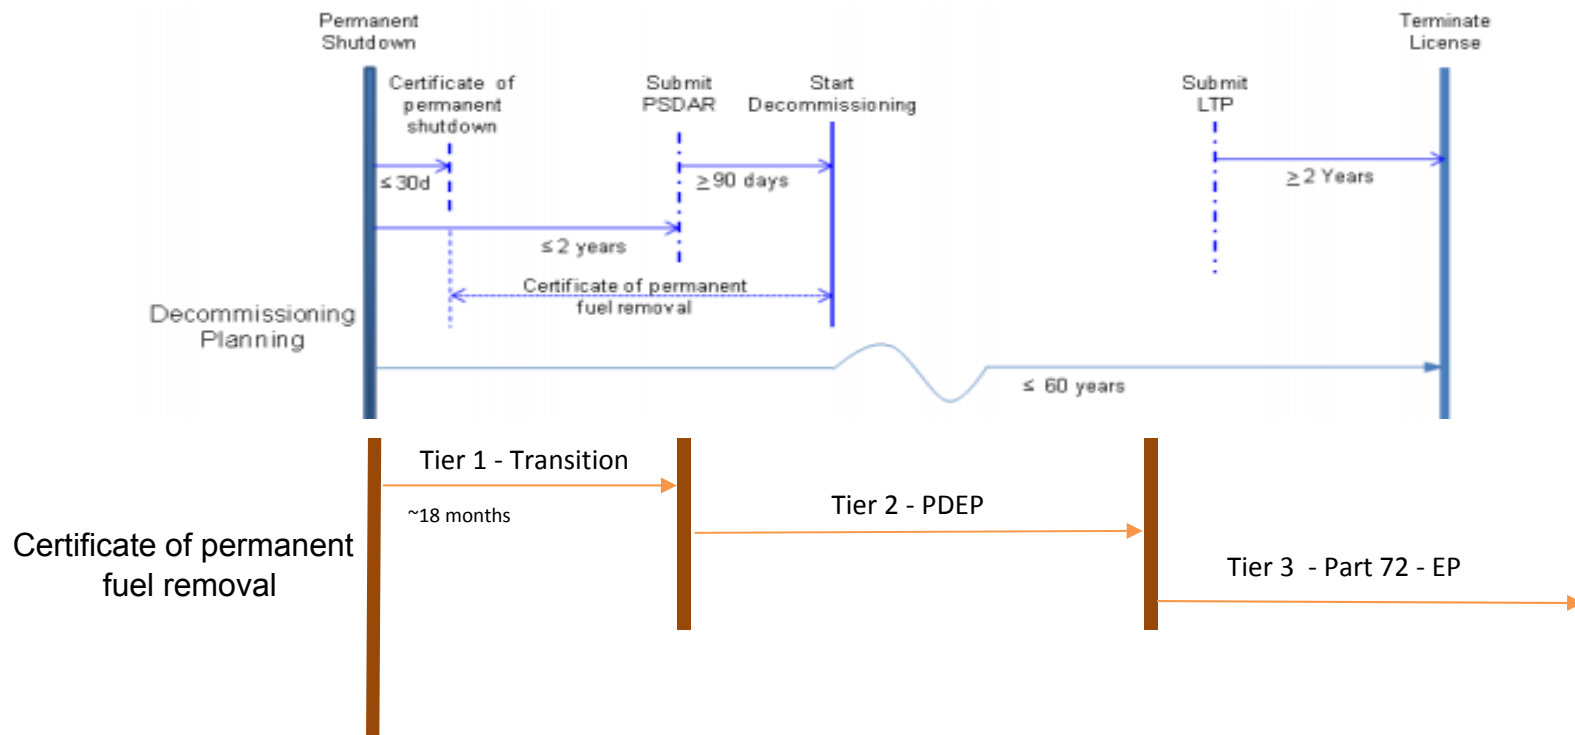 Permanent
Shutdown
Terminate
License
Certificate of
permanent
shutdown
Submit
PSDAR
Start
Decommissioning
Submit
LTP
≤ 30d
≥ 90 days
≥ 2 Years
≤ 2 years
Certificate of permanent
fuel removal
Decommissioning
Planning
≤ 60 years
Tier 1 - Transition
~18 months
Tier 2 - PDEP
Certificate of permanent
fuel removal
Tier 3 - Part 72 - EP